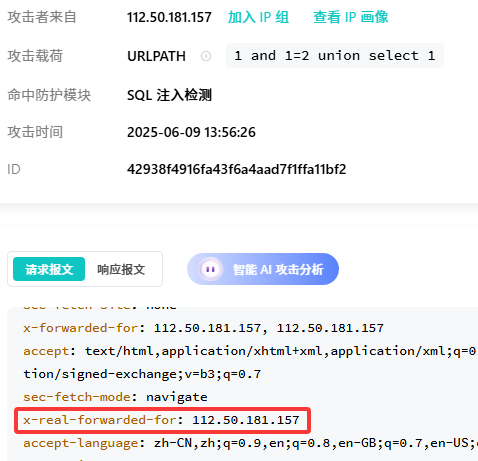 攻击者来自 112.50.181.157 加入 IP 组 查看 IP 画像
攻击载荷 URLPATH 1 and 1=2 union select 1
命中防护模块 SQL 注入检测
攻击时间 2025-06-09 13:56:26
ID 42938f4916fa43f6a4aad7f1ffa11bf2
请求报文 响应报文 智能 AI 攻击分析
sec-fetch-site: none
x-forwarded-for: 112.50.181.157, 112.50.181.157
accept: text/html,application/xhtml+xml,application/xml;q=0
tion/signed-exchange;v=b3;q=0.7
sec-fetch-mode: navigate
x-real-forwarded-for: 112.50.181.157
accept-language: zh-CN,zh;q=0.9,en;q=0.8,en-GB;q=0.7,en-US;